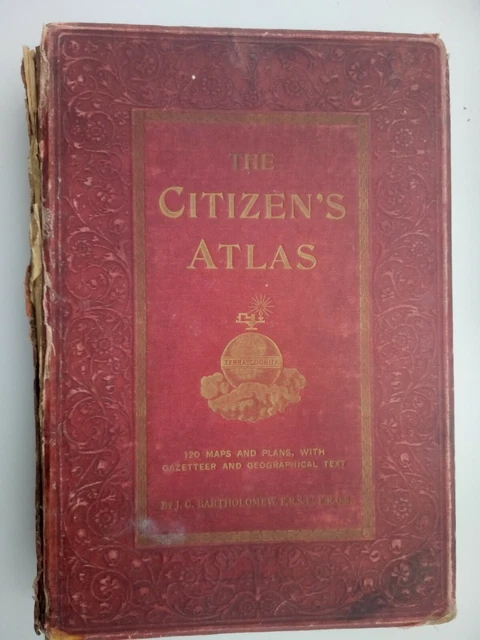 THE
CITIZEN'S
ATLAS
TERRA COGNITA
120 MAPS AND PLANS, WITH
GAZETTEER AND GEOGRAPHICAL TEXT
BY J. G. BARTHOLOMEW, F.R.S.E., F.R.G.S.